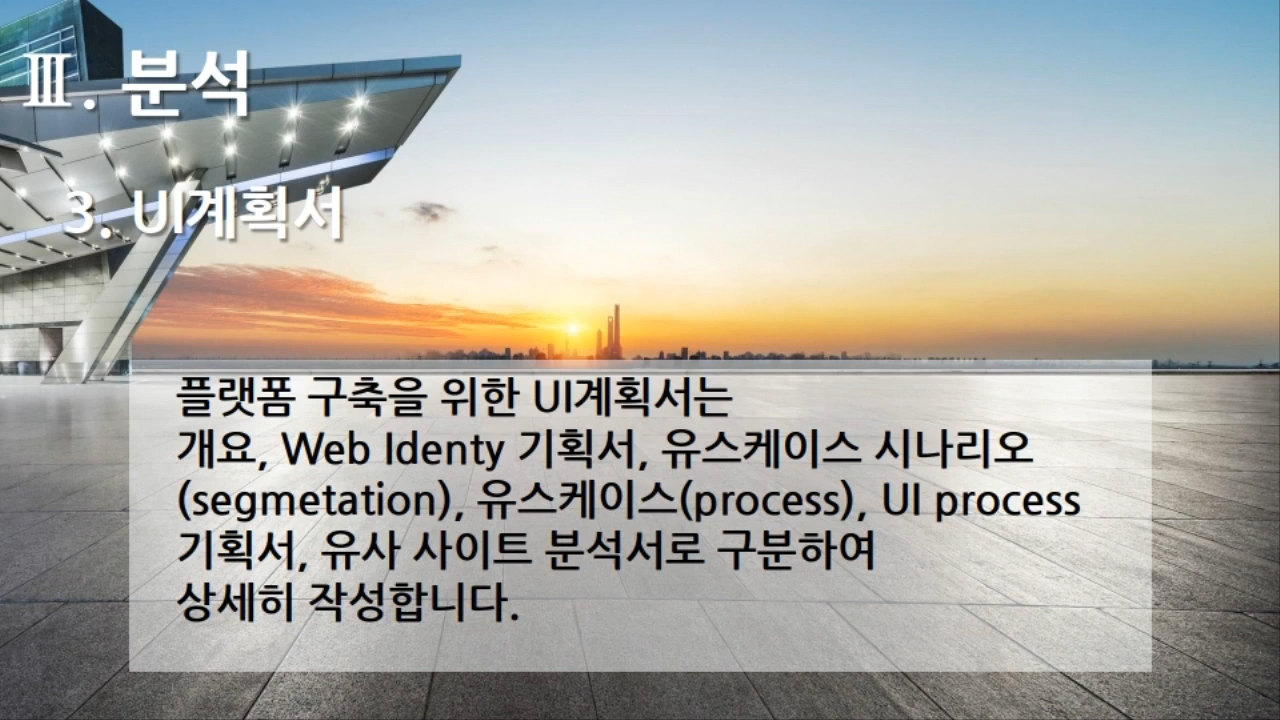 Ⅲ. 분석
3. UI계획서
플랫폼 구축을 위한 UI계획서는
개요, Web Identy 기획서, 유스케이스 시나리오
(segmetation), 유스케이스(process), UI process
기획서, 유사 사이트 분석서로 구분하여
상세히 작성합니다.